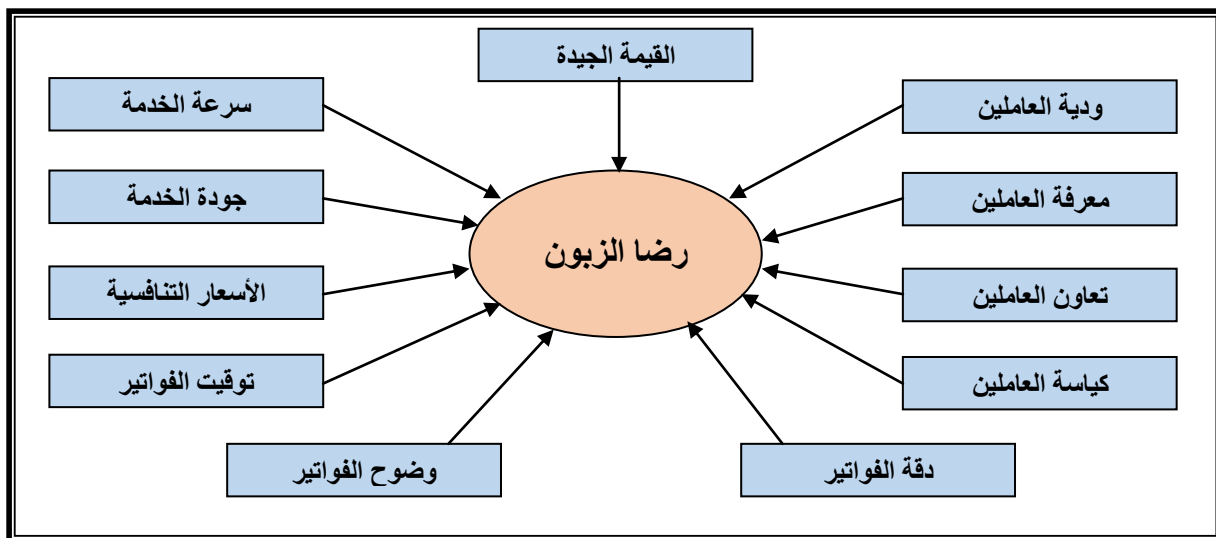 القيمة الجيدة
ودية العاملين
سرعة الخدمة
معرفة العاملين
جودة الخدمة
رضا الزبون
تعاون العاملين
الأسعار التنافسية
كياسة العاملين
توقيت الفواتير
دقة الفواتير
وضوح الفواتير